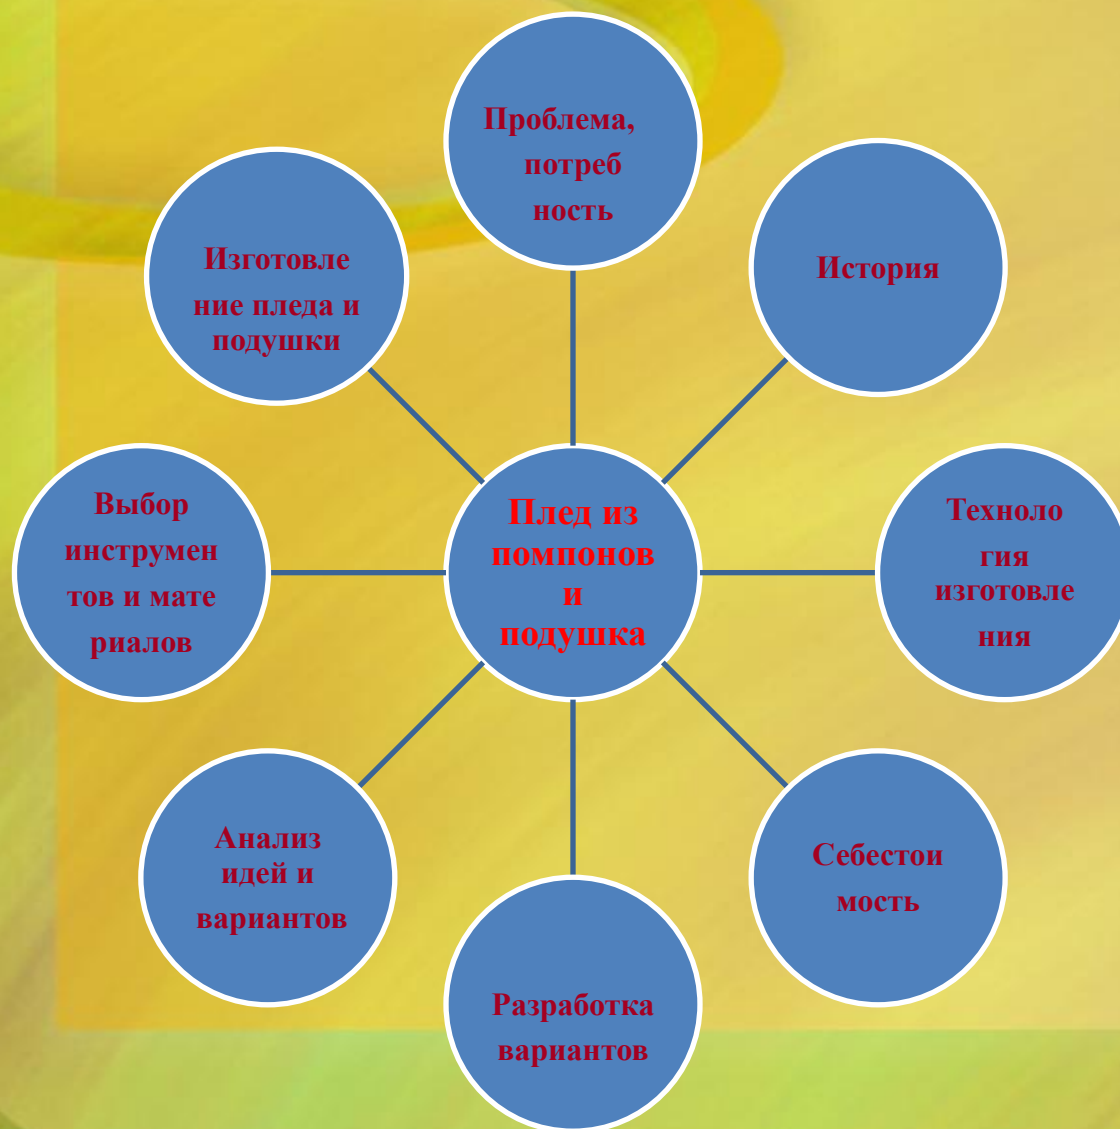 Проблема,
потреб
ность
История
Техноло
гия
изготовле
ния
Себестои
мость
Разработка
вариантов
Анализ
идей и
вариантов
Выбор
инструмен
тов и мате
риалов
Изготовле
ние пледа и
подушки
Плед из
помпонов
и
подушка